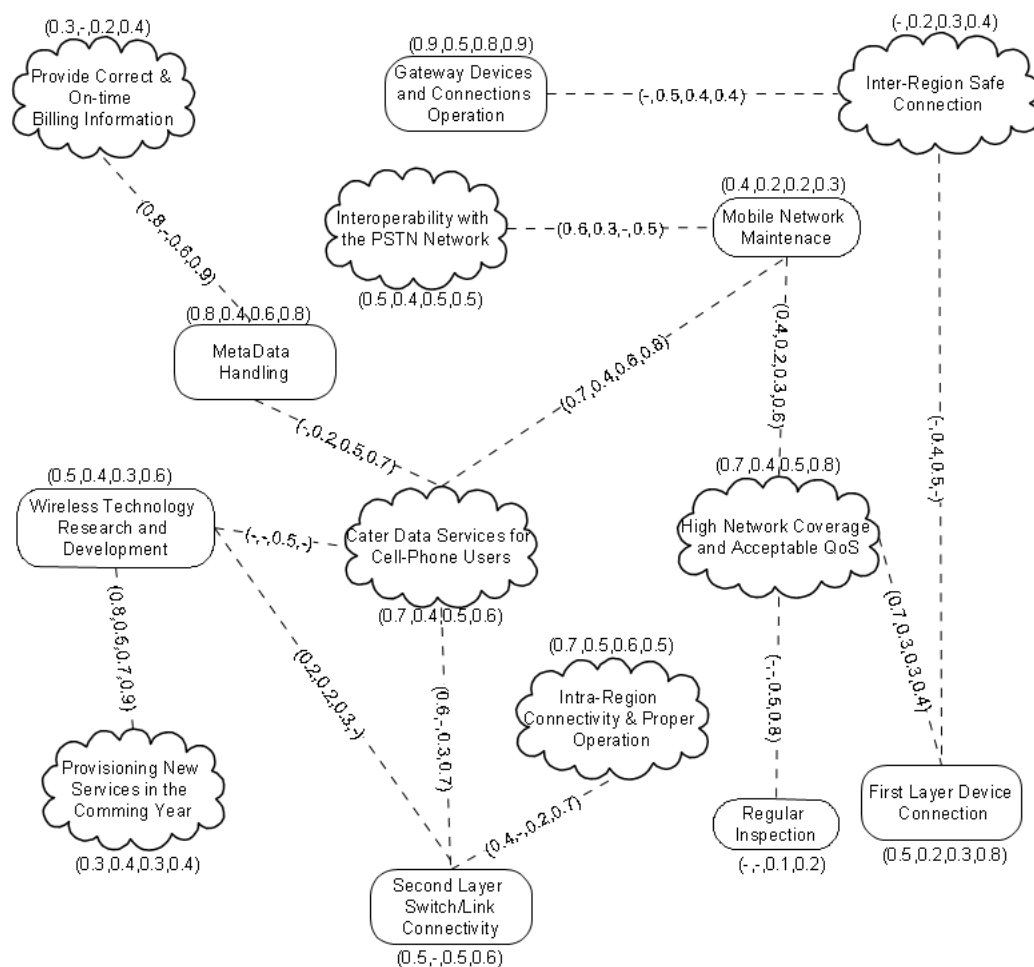 (0.3,-,0.2,0.4)
Provide Correct &
On-time
Billing Information
(0.9,0.5,0.8,0.9)
Gateway Devices
and Connections
Operation
(-,0.5,0.4,0.4)
(-,0.2,0.3,0.4)
Inter-Region Safe
Connection
(0.8,-,0.6,0.9)
Interoperability with
the PSTN Network
(0.5,0.4,0.5,0.5)
(0.6,0.3,-,0.5)
(0.4,0.2,0.2,0.3)
Mobile Network
Maintenace
(0.8,0.4,0.6,0.8)
MetaData
Handling
(0.7,0.4,0.6,0.8)
(0.4,0.2,0.3,0.6)
(-,0.2,0.5,0.7)
(-,0.4,0.5,-)
(0.5,0.4,0.3,0.6)
Wireless Technology
Research and
Development
(-,-,0.5,-)
Cater Data Services for
Cell-Phone Users
(0.7,0.4,0.5,0.6)
(0.7,0.4,0.5,0.8)
High Network Coverage
and Acceptable QoS
(0.8,0.5,0.7,0.9)
(0.2,0.2,0.3,-)
(0.6,-,0.3,0.7)
(0.7,0.5,0.6,0.5)
Intra-Region
Connectivity & Proper
Operation
(-,-,0.5,0.8)
(0.7,0.3,0.3,0.4)
Provisioning New
Services in the
Comming Year
(0.3,0.4,0.3,0.4)
(0.4,-,0.2,0.7)
Regular
Inspection
(-,-,0.1,0.2)
First Layer Device
Connection
(0.5,0.2,0.3,0.8)
Second Layer
Switch/Link
Connectivity
(0.5,-,0.5,0.6)